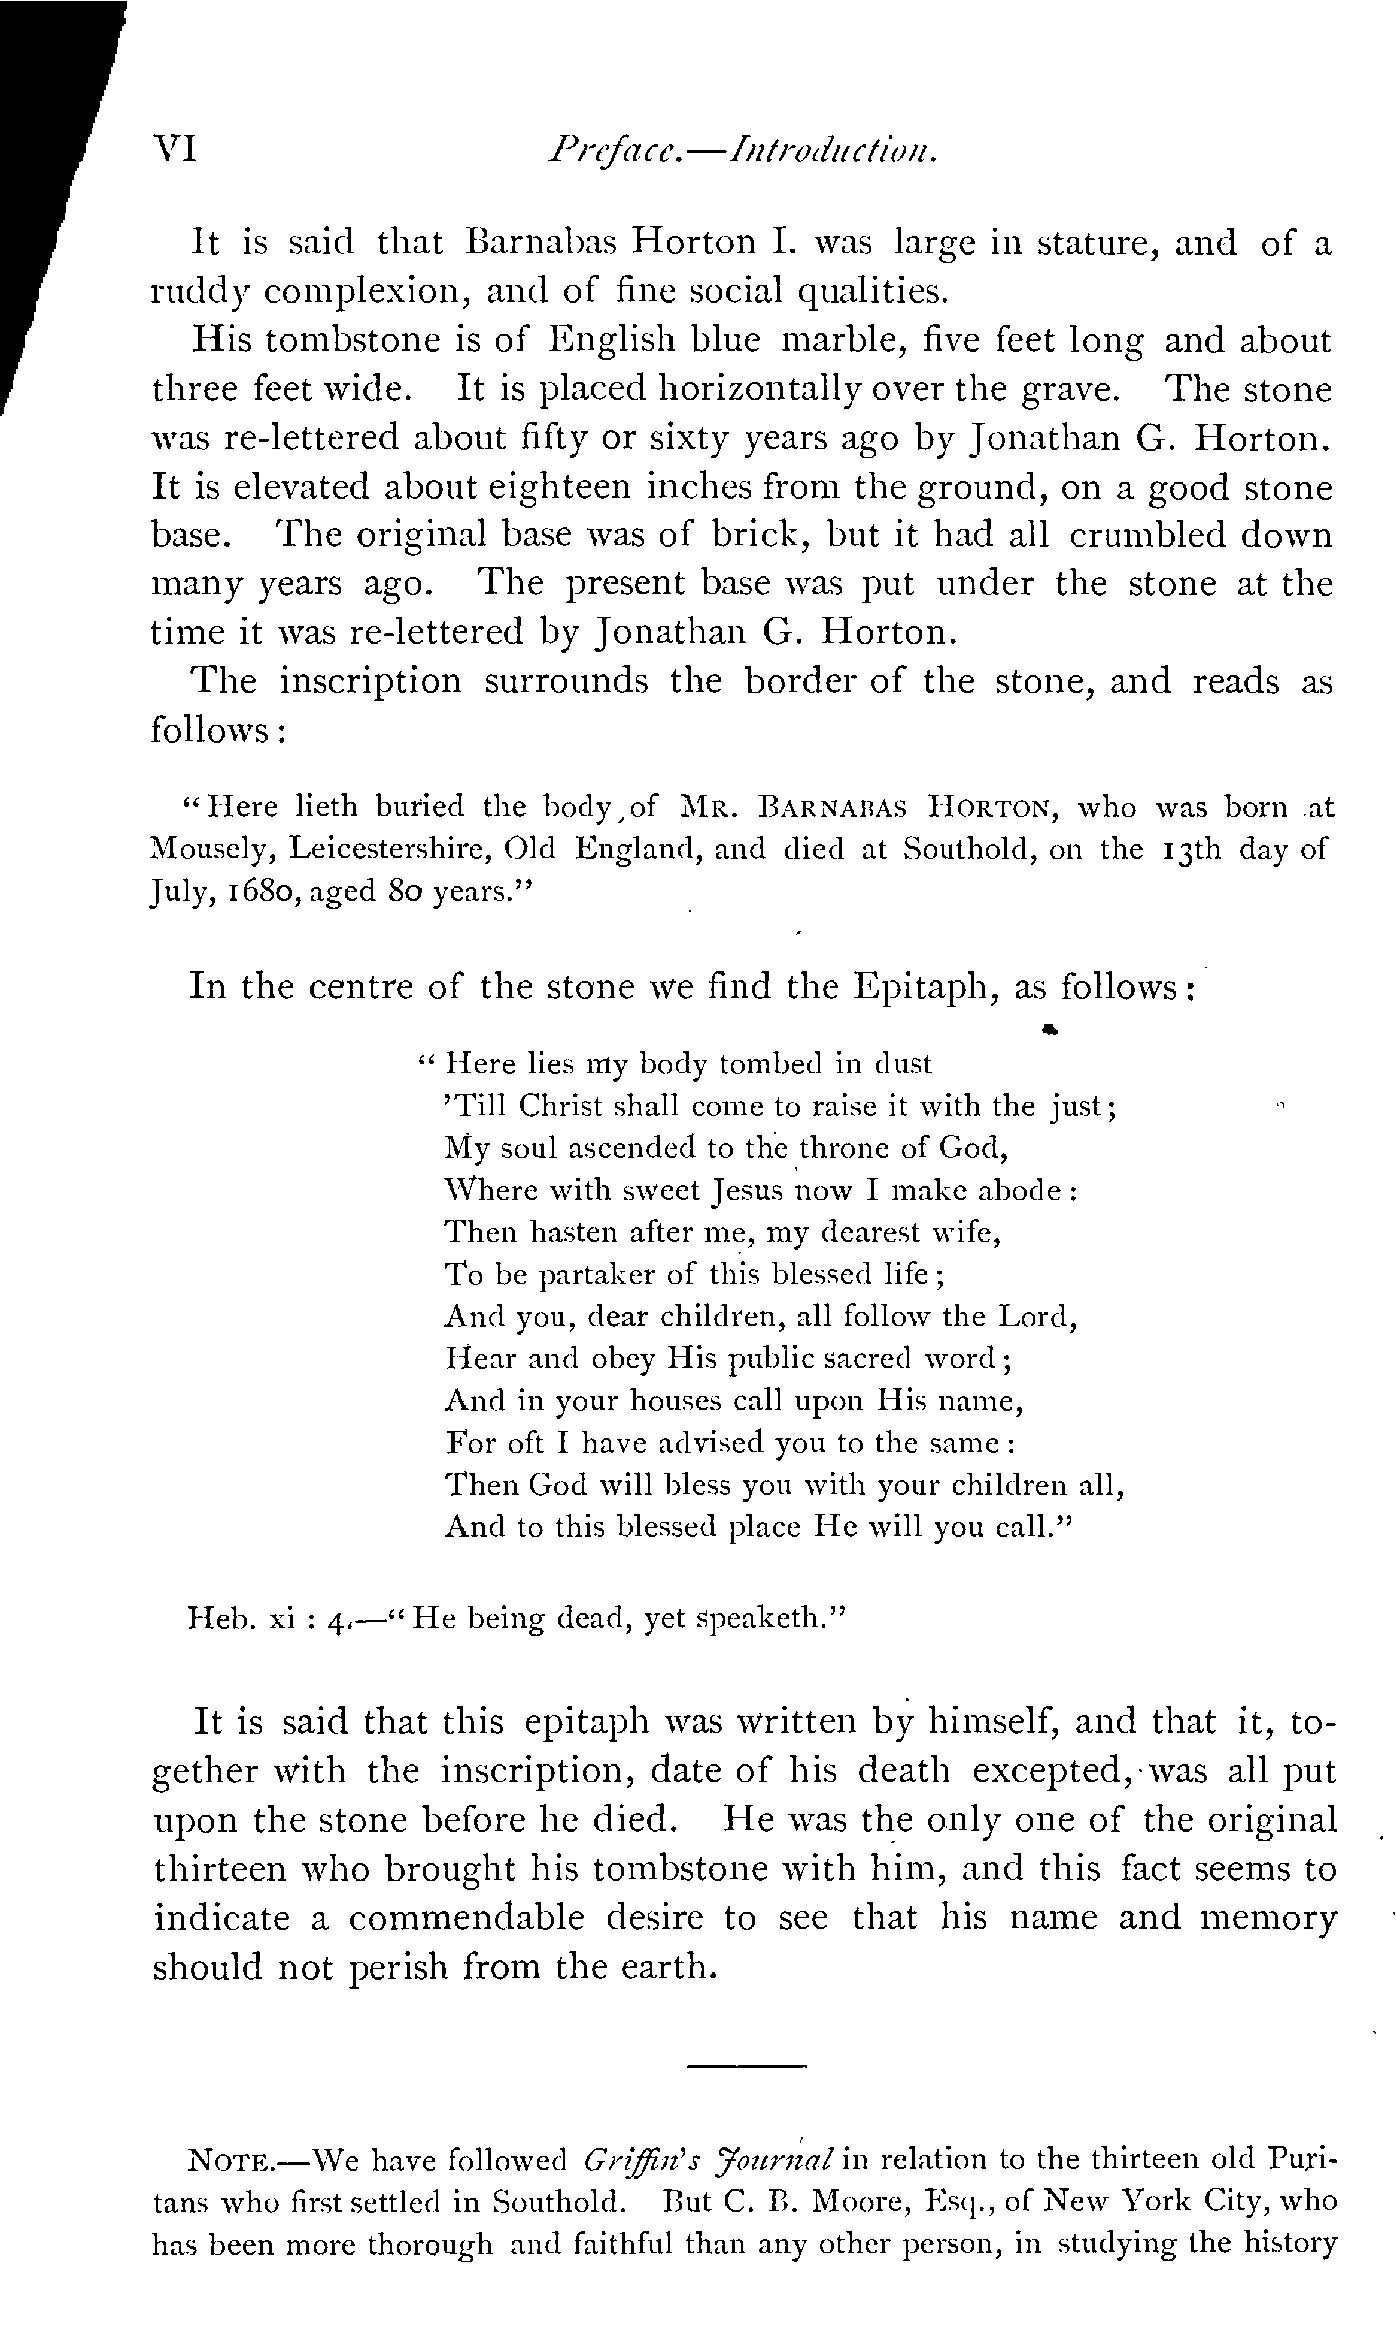 VI Preface.—Introduction.
It is said that Barnabas Horton I. was large in stature, and of a
ruddy complexion, and of fine social qualities.
His tombstone is of English blue marble, five feet long and about
three feet wide. It is placed horizontally over the grave. The stone
was re-lettered about fifty or sixty years ago by Jonathan G. Horton.
It is elevated about eighteen inches from the ground, on a good stone
base. The original base was of brick, but it had all crumbled down
many years ago. The present base was put under the stone at the
time it was re-lettered by Jonathan G. Horton.
The inscription surrounds the border of the stone, and reads as
follows:
"Here lieth buried the body of MR. BARNABAS HORTON, who was born at
Mousely, Leicestershire, Old England, and died at Southold, on the 13th day of
July, 1680, aged 80 years."
In the centre of the stone we find the Epitaph, as follows:
"Here lies my body tombed in dust
'Till Christ shall come to raise it with the just;
My soul ascended to the throne of God,
Where with sweet Jesus now I make abode:
Then hasten after me, my dearest wife,
To be partaker of this blessed life;
And you, dear children, all follow the Lord,
Hear and obey His public sacred word;
And in your houses call upon His name,
For oft I have advised you to the same:
Then God will bless you with your children all,
And to this blessed place He will you call."
Heb. xi : 4.—"He being dead, yet speaketh."
It is said that this epitaph was written by himself, and that it, to-
gether with the inscription, date of his death excepted, was all put
upon the stone before he died. He was the only one of the original
thirteen who brought his tombstone with him, and this fact seems to
indicate a commendable desire to see that his name and memory
should not perish from the earth.
NOTE.—We have followed Griffin's Journal in relation to the thirteen old Puri-
tans who first settled in Southold. But C. B. Moore, Esq., of New York City, who
has been more thorough and faithful than any other person, in studying the history